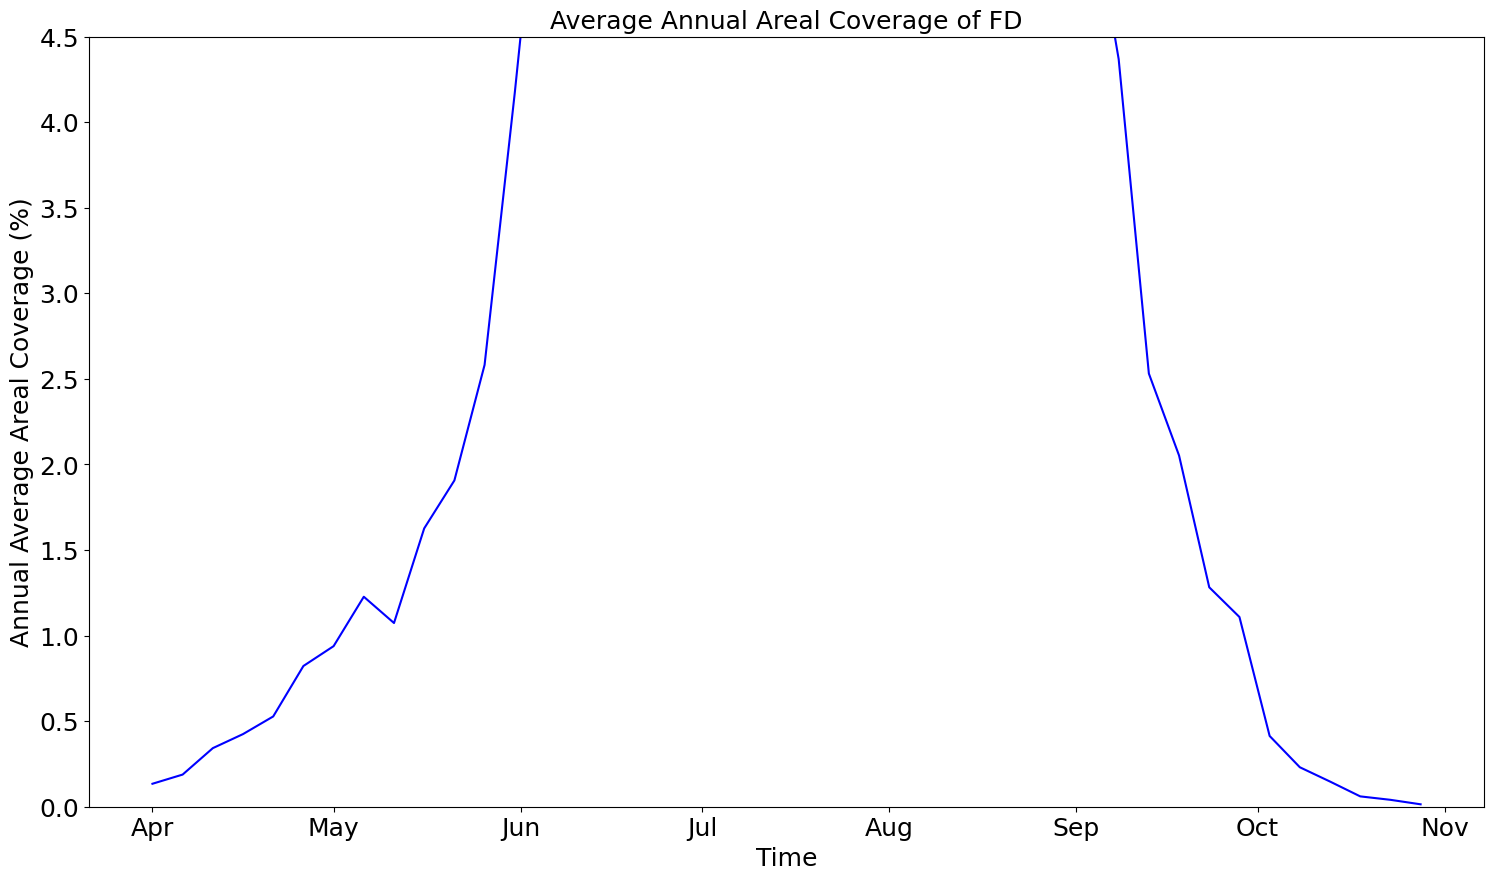 Average Annual Areal Coverage of FD
Annual Average Areal Coverage (%)
4.5
4.0
3.5
3.0
2.5
2.0
1.5
1.0
0.5
0.0
Apr May Jun Jul Aug Sep Oct Nov
Time